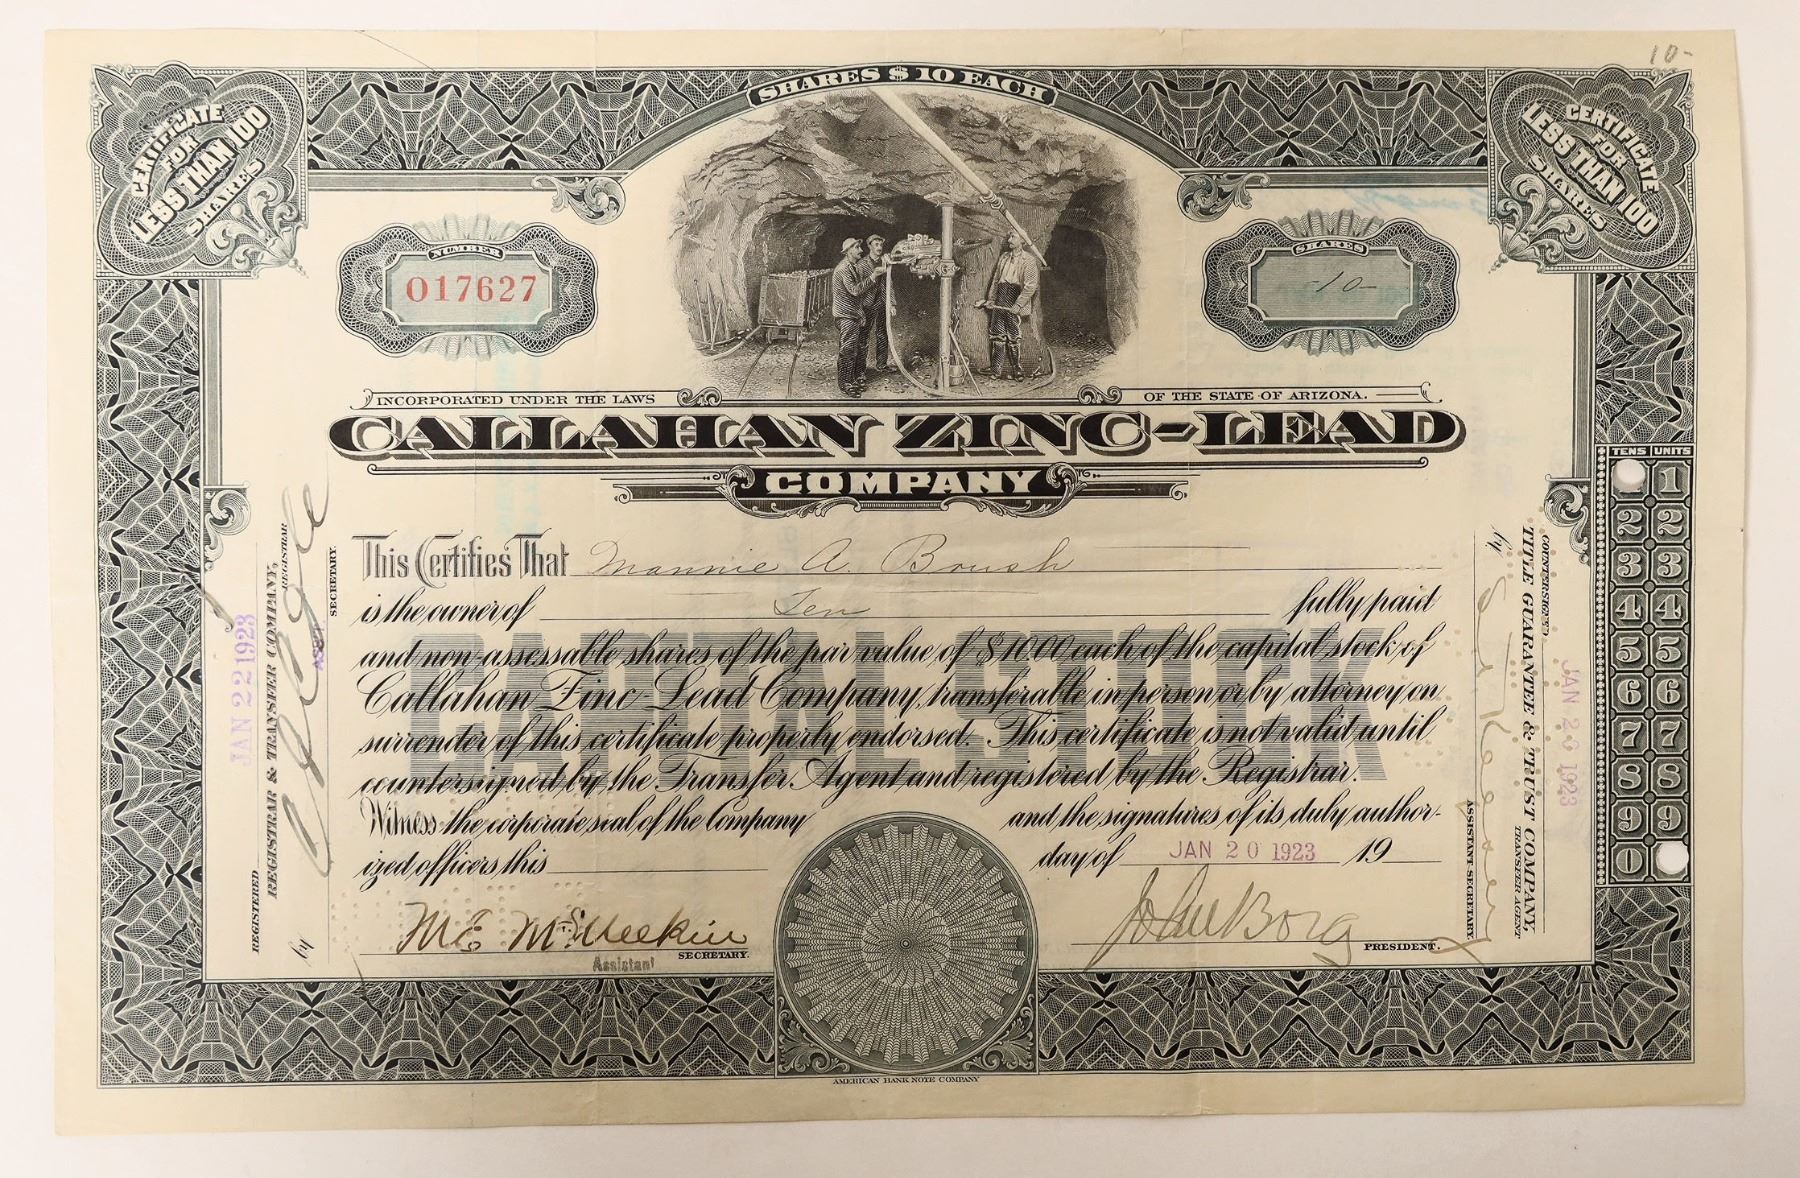 10-
SHARES $10 EACH
CERTIFICATE
FOR
LESS THAN 100
SHARES
CERTIFICATE
FOR
LESS THAN 100
SHARES
NUMBER
017627
SHARES
-10-
INCORPORATED UNDER THE LAWS OF THE STATE OF ARIZONA.
CALLAHAN ZINC-LEAD
COMPANY
This Certifies That Mannie A. Boush
is the owner of Ten fully paid
and non-assessable shares of the par value of $10.00 each of the capital stock of
Callahan Zinc-Lead Company, transferable in person or by attorney on
surrender of this certificate properly endorsed. This certificate is not valid until
countersigned by the Transfer Agent and registered by the Registrar.
CAPITAL STOCK
Witness the corporate seal of the Company and the signatures of its duly author-
ized officers, this day of JAN 20 1923 19
SECRETARY.
Assistant
John Borg
PRESIDENT.
AMERICAN BANK NOTE COMPANY
REGISTERED JAN 22 1923
REGISTRAR & TRANSFER COMPANY,
REGISTRAR
by
SECRETARY.
ASST.
COUNTERSIGNED JAN 20 1923
TITLE GUARANTEE & TRUST COMPANY,
TRANSFER AGENT
by
ASSISTANT SECRETARY.
TENS UNITS
1
2 2
3 3
4 4
5 5
6 6
7 7
8 8
9 9
0